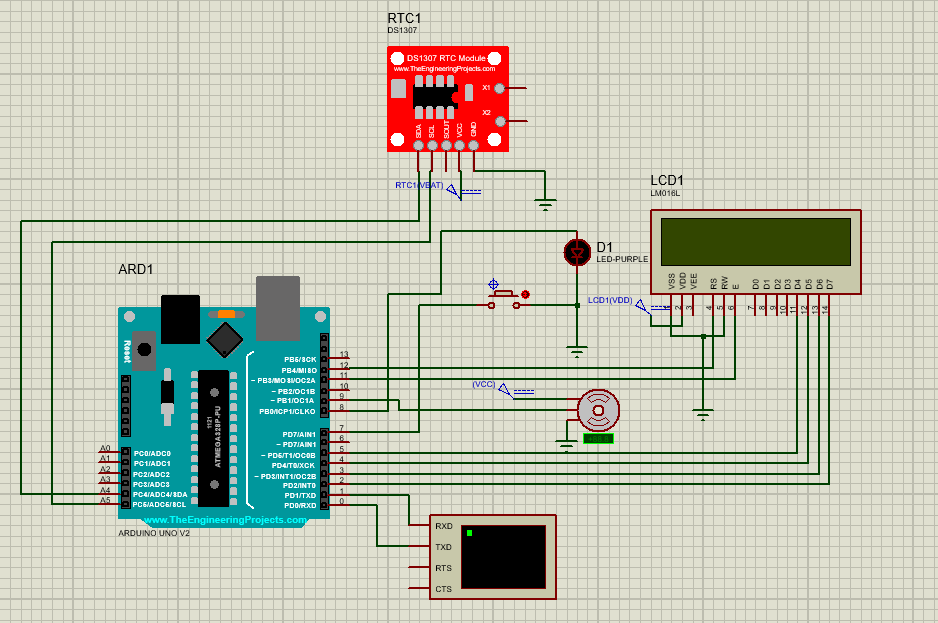 RTC1
DS1307
DS1307 RTC Module
www.TheEngineeringProjects.com
X1
X2
SDA
SCL
SOUT
VCC
GND
RTC1(VBAT)
LCD1
LM016L
VSS
VDD
VEE
RS
RW
E
D0
D1
D2
D3
D4
D5
D6
D7
2
3
4
5
6
7
8
9
10
11
12
13
14
LCD1(VDD)
D1
LED-PURPLE
(VCC)
ARD1
Reset
1121
ATMEGA328P-PU
PB5/SCK
PB4/MISO
~ PB3/MOSI/OC2A
~ PB2/OC1B
~ PB1/OC1A
PB0/ICP1/CLKO
13
12
11
10
9
8
PD7/AIN1
~ PD7/AIN1
~ PD6/T1/OC0B
PD4/T0/XCK
~ PD3/INT1/OC2B
PD2/INT0
PD1/TXD
PD0/RXD
7
6
5
4
3
2
1
0
A0
A1
A2
A3
A4
A5
PC0/ADC0
PC1/ADC1
PC2/ADC2
PC3/ADC3
PC4/ADC4/SDA
PC5/ADC5/SCL
www.TheEngineeringProjects.com
ARDUINO UNO V2
RXD
TXD
RTS
CTS